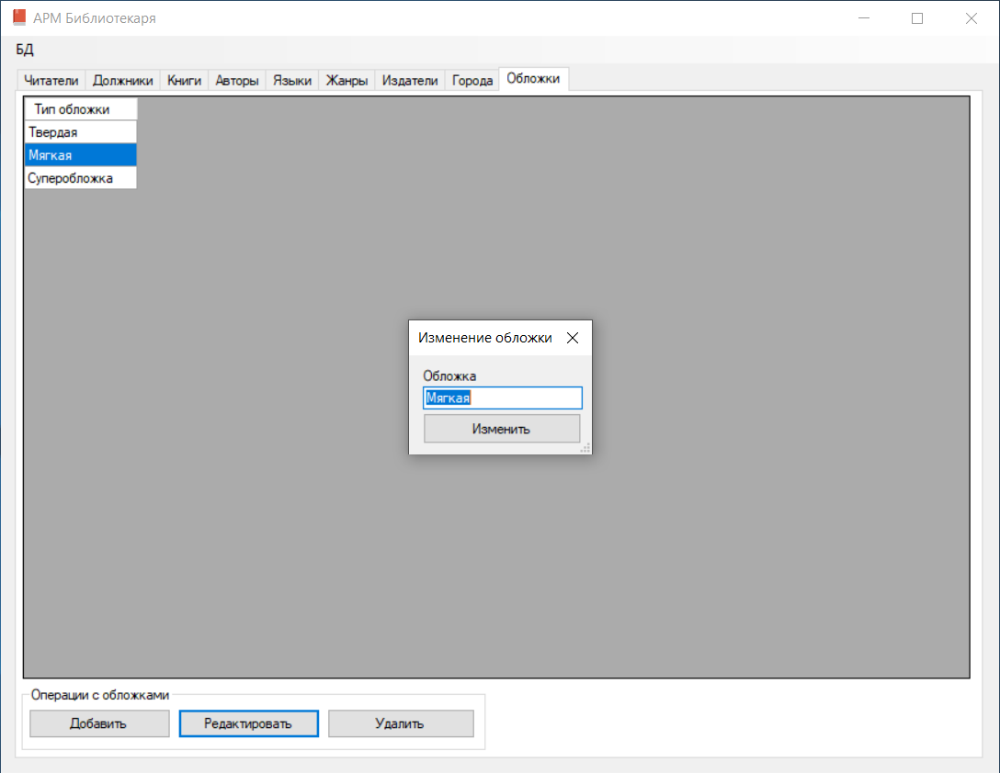 АРМ Библиотекаря
БД
Читатели Должники Книги Авторы Языки Жанры Издатели Города Обложки
Тип обложки
Твердая
Мягкая
Суперобложка
Изменение обложки
Обложка
Мягкая
Изменить
Операции с обложками
Добавить Редактировать Удалить